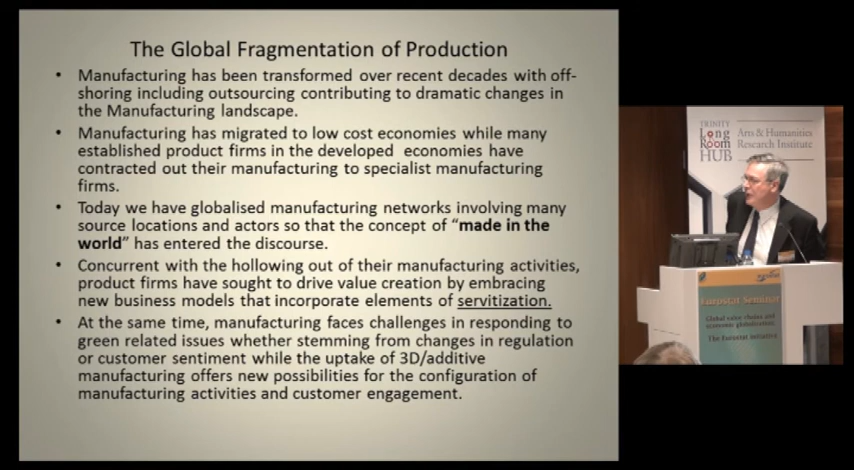 The Global Fragmentation of Production
• Manufacturing has been transformed over recent decades with off-
shoring including outsourcing contributing to dramatic changes in
the Manufacturing landscape.
• Manufacturing has migrated to low cost economies while many
established product firms in the developed economies have
contracted out their manufacturing to specialist manufacturing
firms.
• Today we have globalised manufacturing networks involving many
source locations and actors so that the concept of “made in the
world” has entered the discourse.
• Concurrent with the hollowing out of their manufacturing activities,
product firms have sought to drive value creation by embracing
new business models that incorporate elements of servitization.
• At the same time, manufacturing faces challenges in responding to
green related issues whether stemming from changes in regulation
or customer sentiment while the uptake of 3D/additive
manufacturing offers new possibilities for the configuration of
manufacturing activities and customer engagement.
TRINITY
Long
Room
HUB
Arts & Humanities
Research Institute
Eurostat Seminar
Global value chains and
economic globalization.
The Eurostat initiative